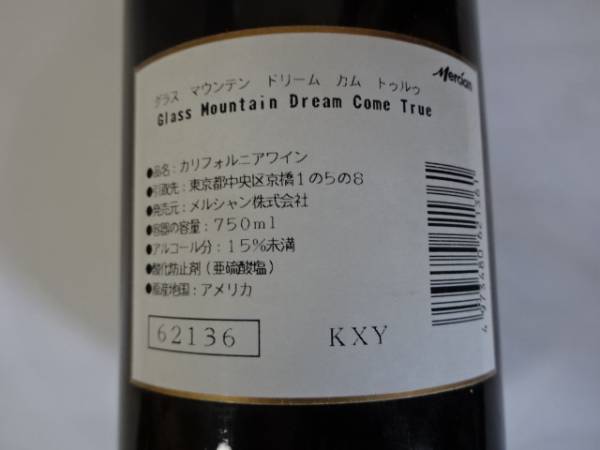 Mercian
グラス マウンテン ドリーム カム トゥルゥ
Glass Mountain Dream Come True
●品名：カリフォルニアワイン
●引取先：東京都中央区京橋1の5の8
●発売元：メルシャン株式会社
●容器の容量：750ml
●アルコール分：15%未満
●酸化防止剤（亜硫酸塩）
●原産地国：アメリカ
62136
KXY
4973480621361